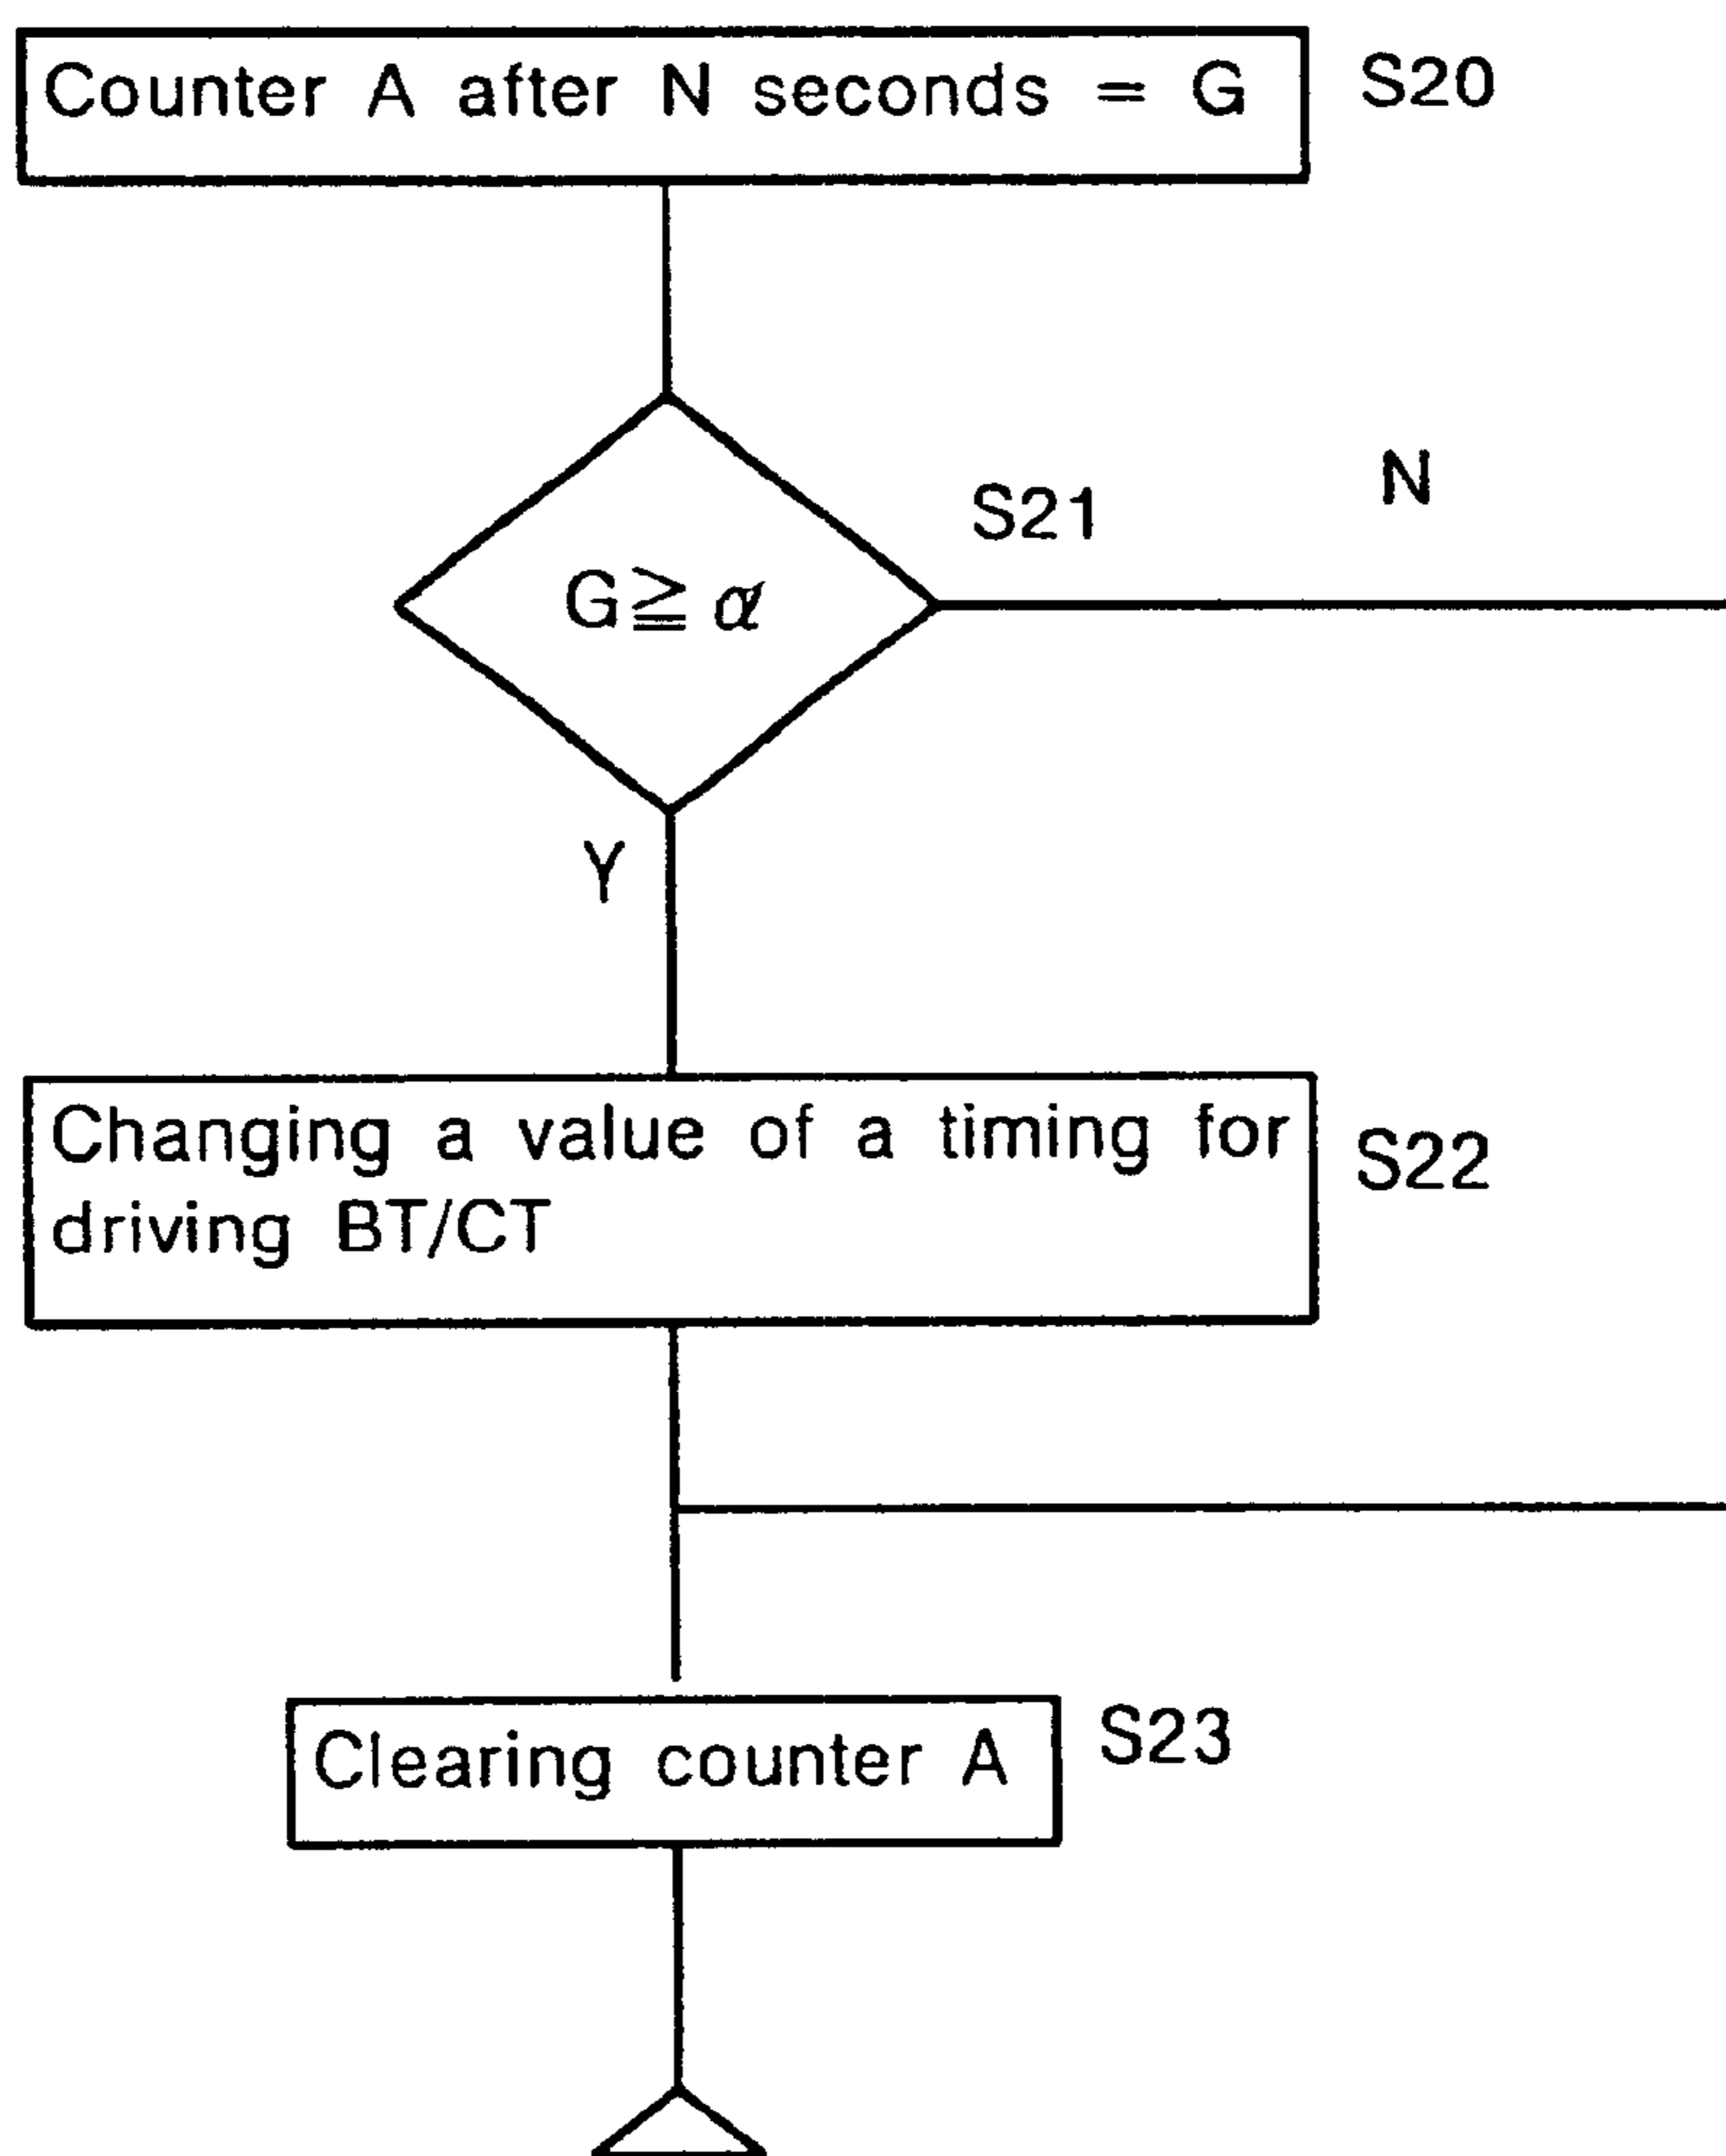 Counter A after N seconds = G
S20
S21
N
G≧α
Y
Changing a value of a timing for
driving BT/CT
S22
Clearing counter A
S23